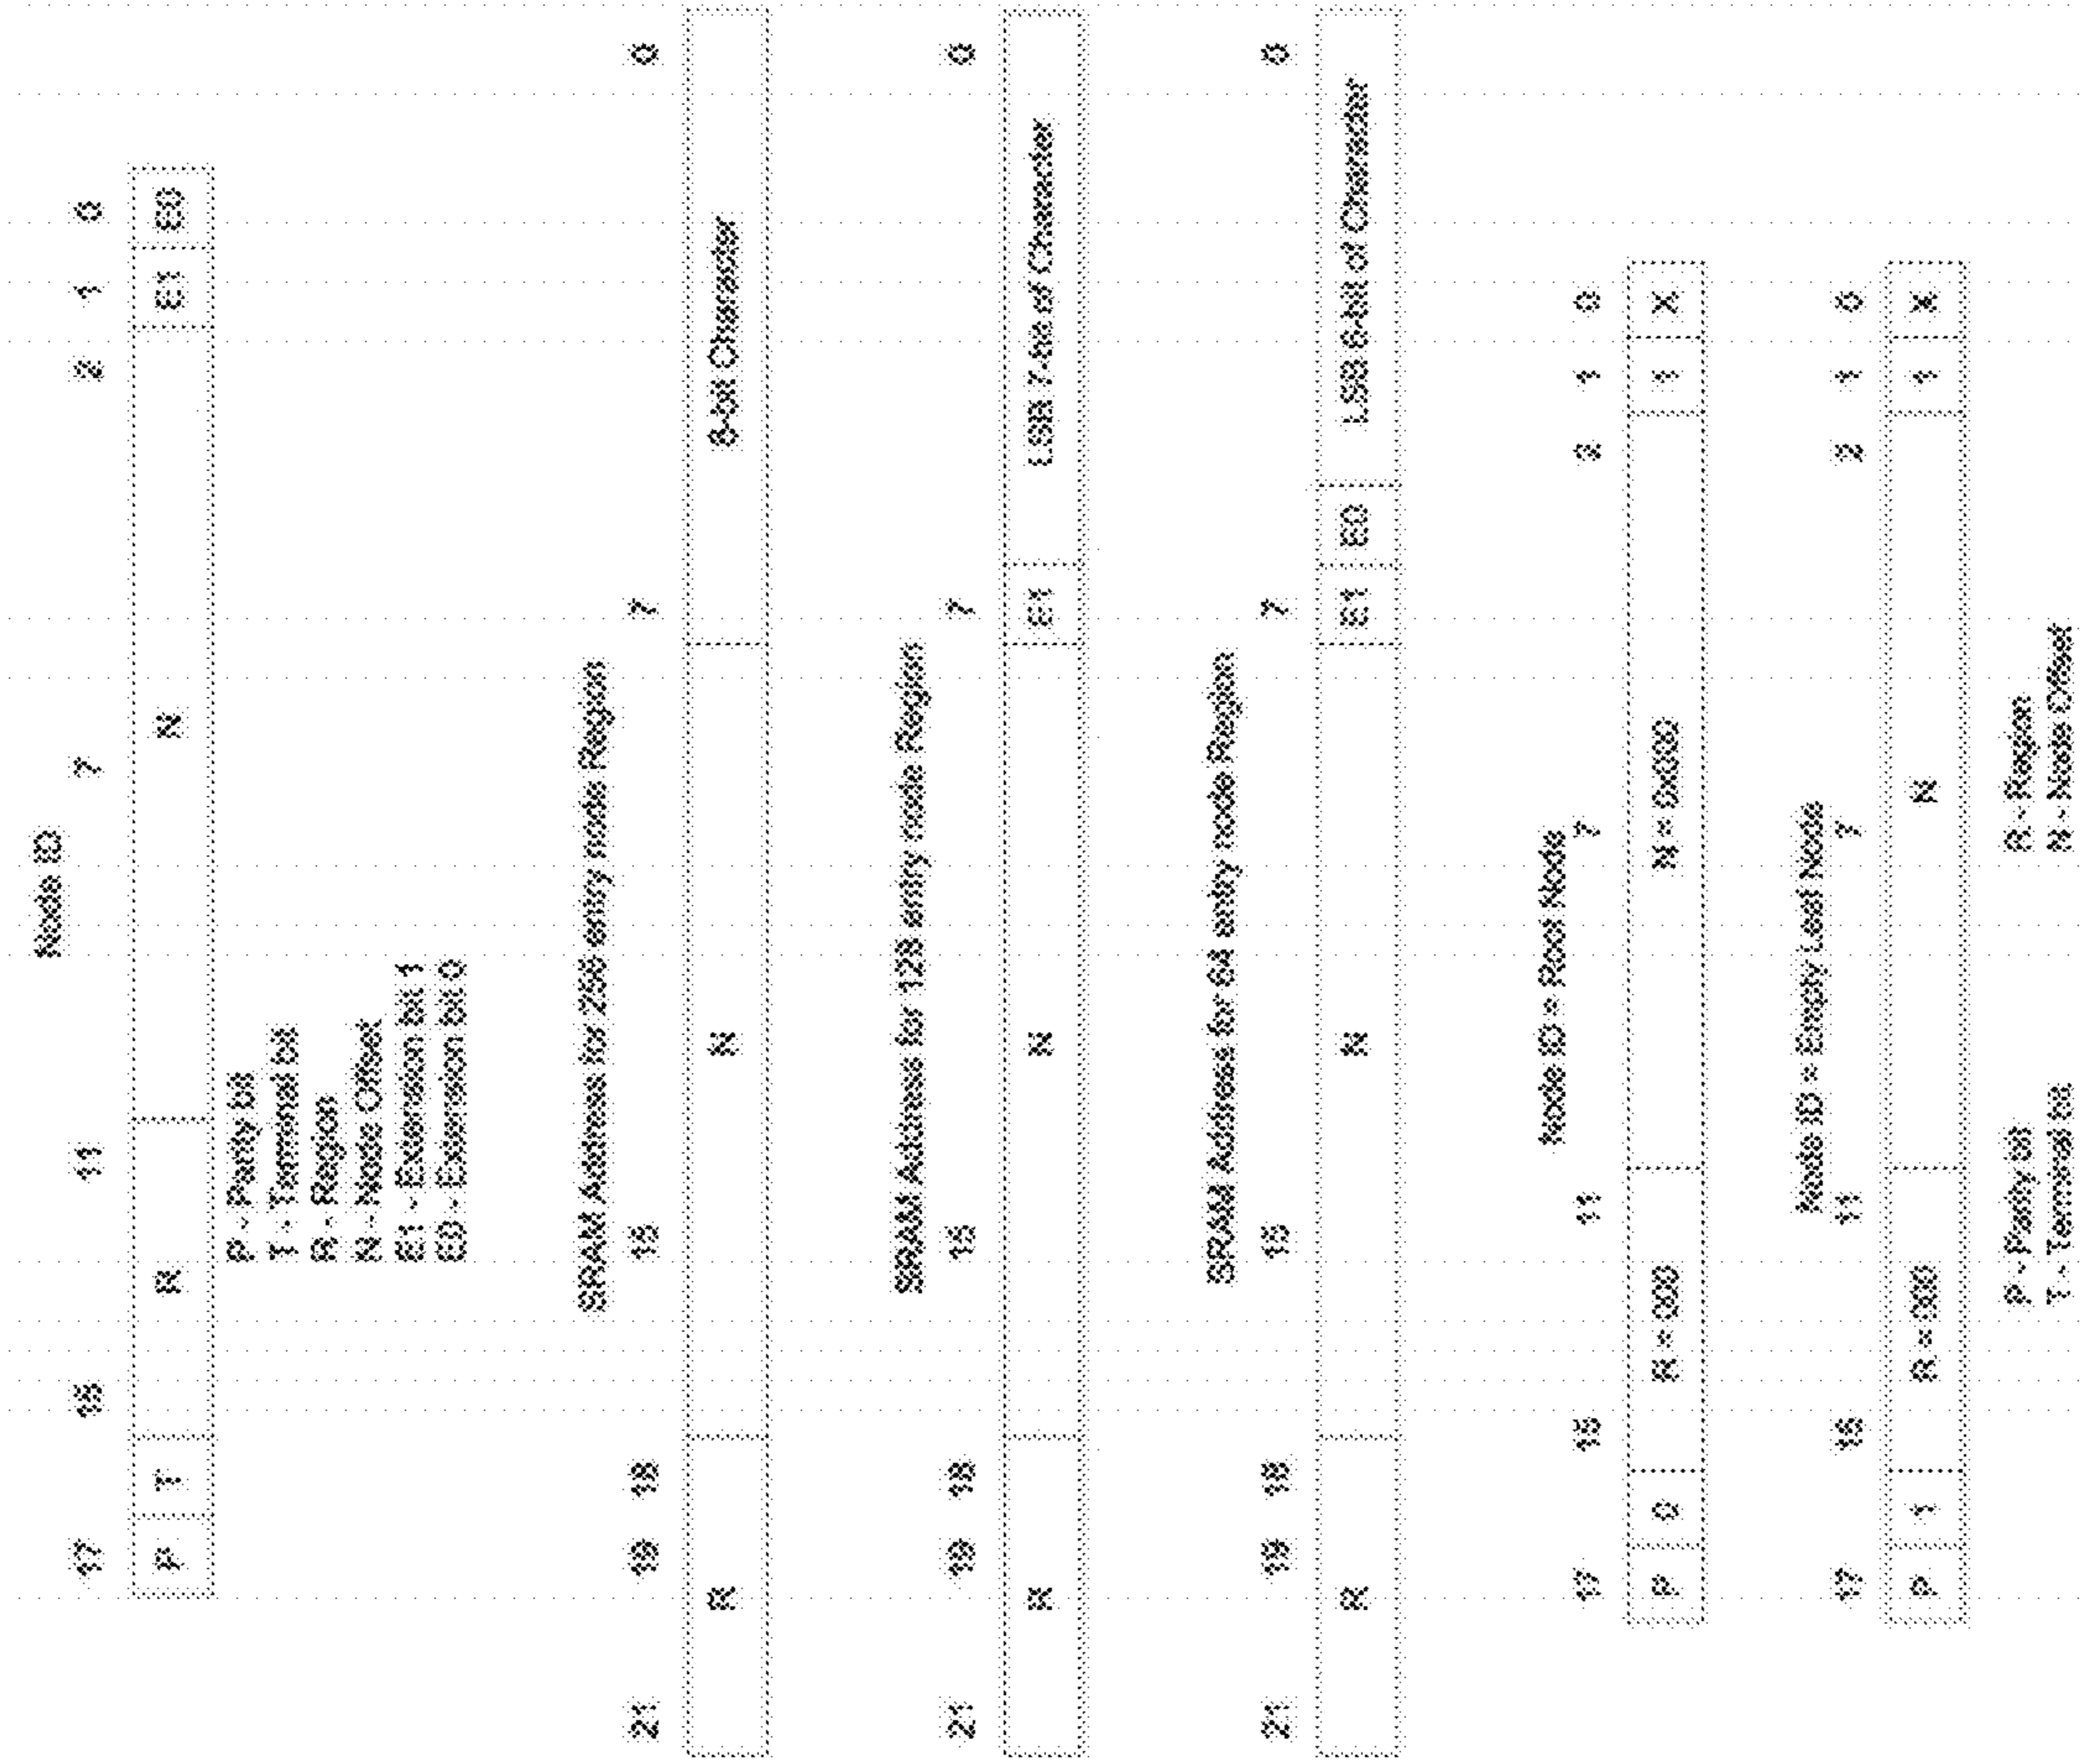 Node ID
17 15 11 7 2 1 0
P T R N E1 E0
P - Parity bit
T - Terminal bit
R - Region
N - Node Offset
E1 - Extension bit 1
E0 - Extension bit 0
SRAM Address for 256 entry node Region
21 19 18 15 7 0
R N 8-bit Character
SRAM Address for 128 entry node Region
21 19 18 15 7 0
R N E1 LSB 7-bit of Character
SRAM Address for 64 entry node Region
21 19 18 15 7 0
R N E1 E0 LSB 6-bit of Character
Node ID = Root Node
17 15 11 7 2 1 0
P 0 R = 000 N = 0x000 1 X
Node ID = Empty Leaf Node
17 15 11 7 2 1 0
P 1 R = 000 N 1 X
P - Parity bit R - Region
T - Terminal bit N - Node Offset